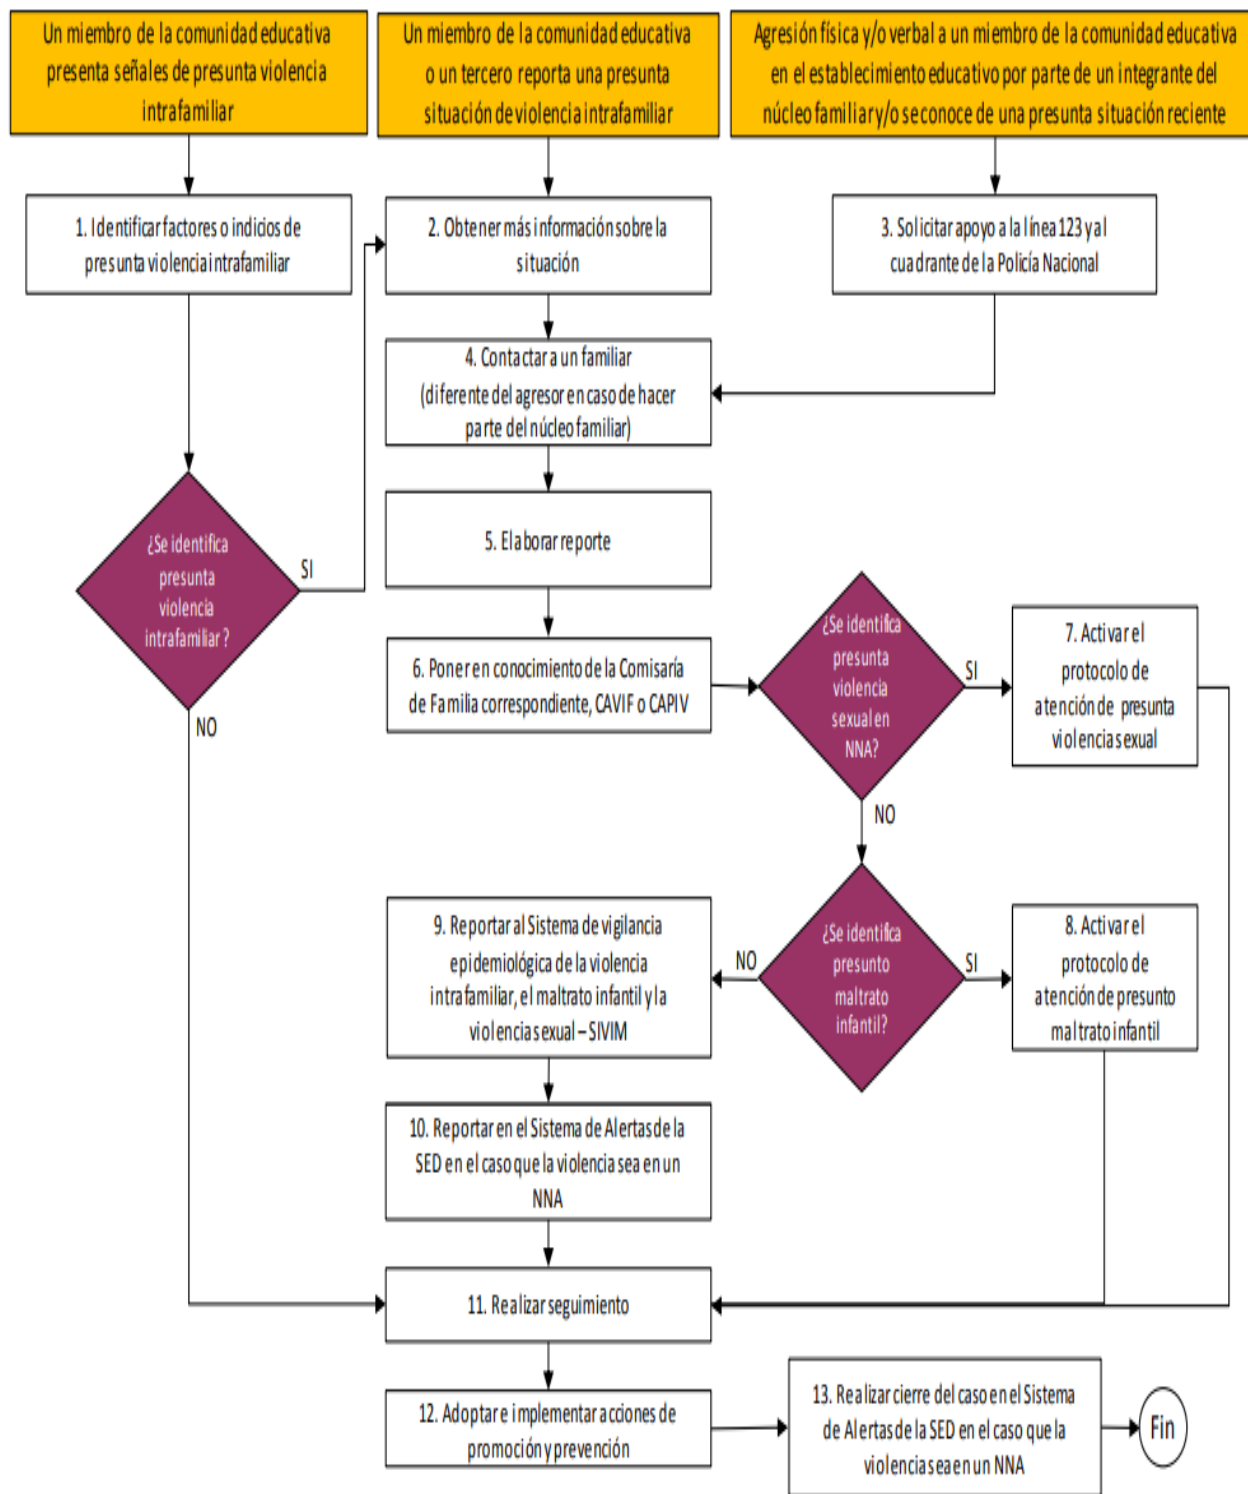 Un miembro de la comunidad educativa
presenta señales de presunta violencia
intrafamiliar
Un miembro de la comunidad educativa
o un tercero reporta una presunta
situación de violencia intrafamiliar
Agresión física y/o verbal a un miembro de la comunidad educativa
en el establecimiento educativo por parte de un integrante del
núcleo familiar y/o se conoce de una presunta situación reciente
1. Identificar factores o indicios de
presunta violencia intrafamiliar
2. Obtener más información sobre la
situación
3. Solicitar apoyo a la línea 123 y al
cuadrante de la Policía Nacional
4. Contactar a un familiar
(diferente del agresor en caso de hacer
parte del núcleo familiar)
5. Elaborar reporte
¿Se identifica
presunta
violencia
intrafamiliar ?
SI
NO
6. Poner en conocimiento de la Comisaría
de Familia correspondiente, CAVIF o CAPIV
¿Se identifica
presunta
violencia
sexual en
NNA?
SI
NO
7. Activar el
protocolo de
atención de presunta
violencia sexual
¿Se identifica
presunto
maltrato
infantil?
NO
SI
8. Activar el
protocolo de
atención de presunto
maltrato infantil
9. Reportar al Sistema de vigilancia
epidemiológica de la violencia
intrafamiliar, el maltrato infantil y la
violencia sexual – SIVIM
10. Reportar en el Sistema de Alertas de la
SED en el caso que la violencia sea en un
NNA
11. Realizar seguimiento
12. Adoptar e implementar acciones de
promoción y prevención
13. Realizar cierre del caso en el Sistema
de Alertas de la SED en el caso que la
violencia sea en un NNA
Fin